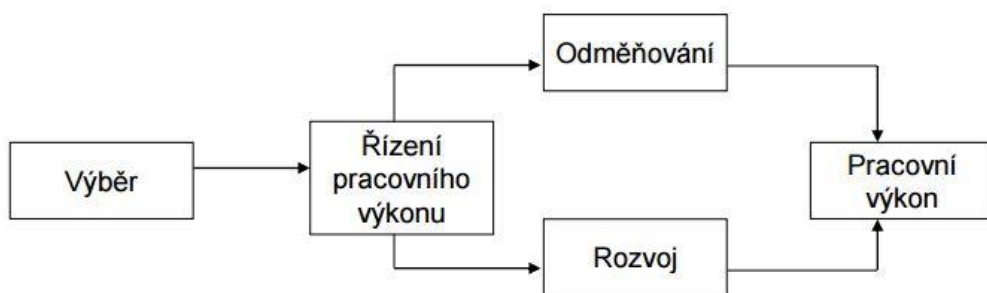 Výběr
Řízení
pracovního
výkonu
Odměňování
Rozvoj
Pracovní
výkon